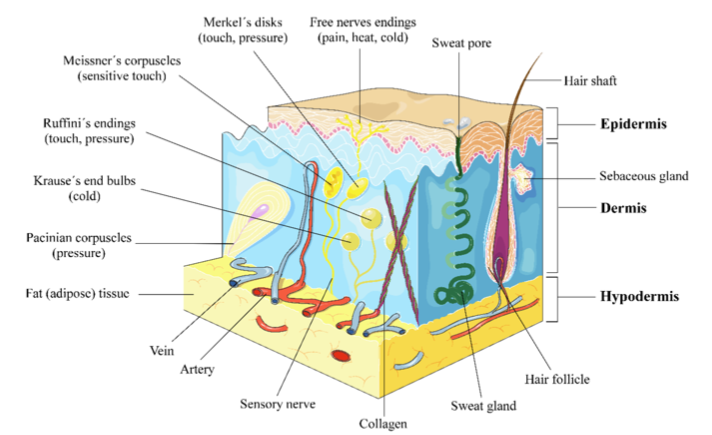 Merkel´s disks
(touch, pressure)
Free nerves endings
(pain, heat, cold)
Sweat pore
Meissner´s corpuscles
(sensitive touch)
Hair shaft
Ruffini´s endings
(touch, pressure)
Epidermis
Krause´s end bulbs
(cold)
Sebaceous gland
Dermis
Pacinian corpuscles
(pressure)
Fat (adipose) tissue
Hypodermis
Vein
Artery
Sensory nerve
Collagen
Sweat gland
Hair follicle